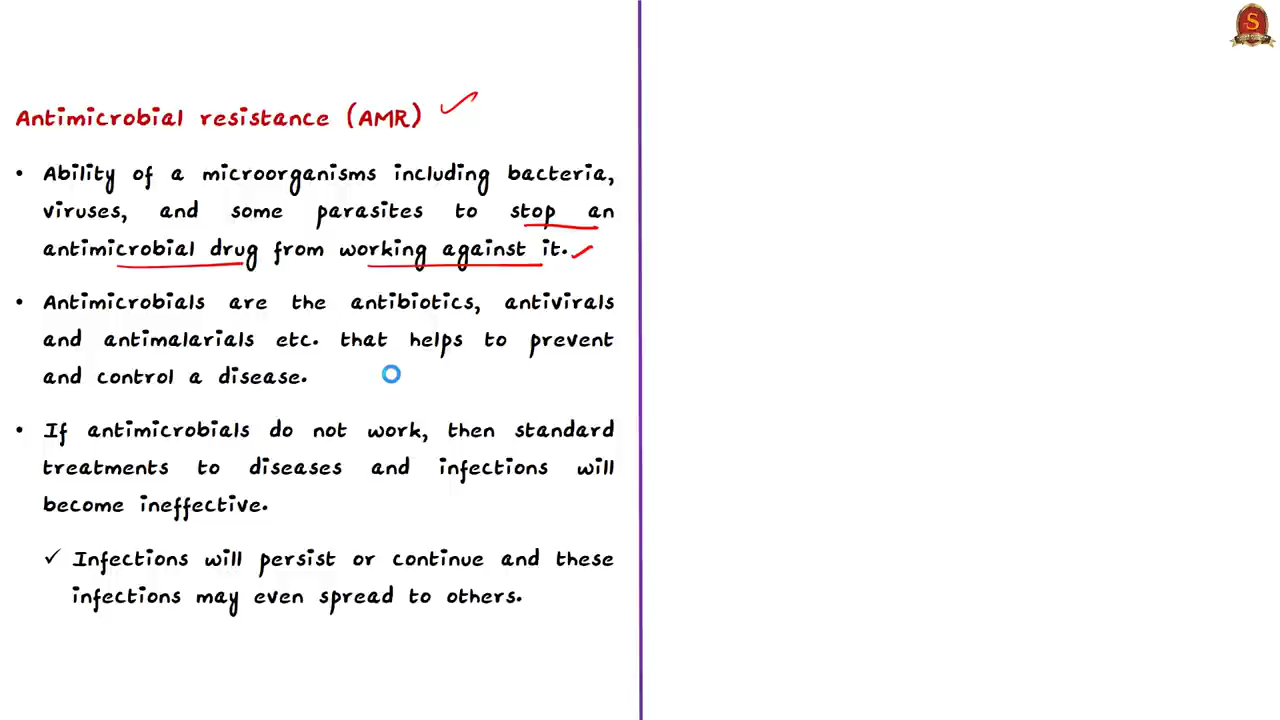 Antimicrobial resistance (AMR)
• Ability of a microorganisms including bacteria,
viruses, and some parasites to stop an
antimicrobial drug from working against it.
• Antimicrobials are the antibiotics, antivirals
and antimalarials etc. that helps to prevent
and control a disease.
• If antimicrobials do not work, then standard
treatments to diseases and infections will
become ineffective.
✓ Infections will persist or continue and these
infections may even spread to others.
S